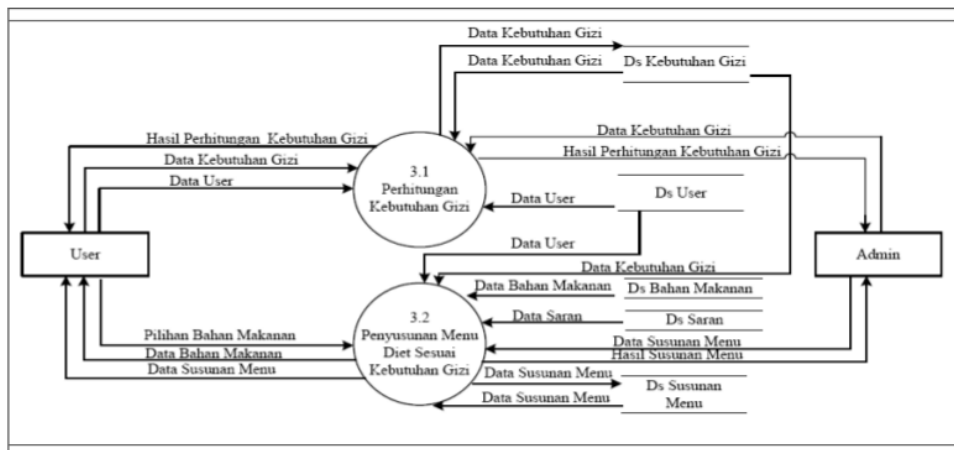 Data Kebutuhan Gizi
Data Kebutuhan Gizi
Ds Kebutuhan Gizi
Hasil Perhitungan Kebutuhan Gizi
Data Kebutuhan Gizi
Data Kebutuhan Gizi
Hasil Perhitungan Kebutuhan Gizi
Data User
3.1
Perhitungan
Kebutuhan Gizi
Data User
Ds User
User
Data User
Admin
Data Kebutuhan Gizi
Data Bahan Makanan
Ds Bahan Makanan
3.2
Penyusunan Menu
Diet Sesuai
Kebutuhan Gizi
Data Saran
Ds Saran
Pilihan Bahan Makanan
Data Bahan Makanan
Data Susunan Menu
Data Susunan Menu
Hasil Susunan Menu
Data Susunan Menu
Ds Susunan
Menu
Data Susunan Menu